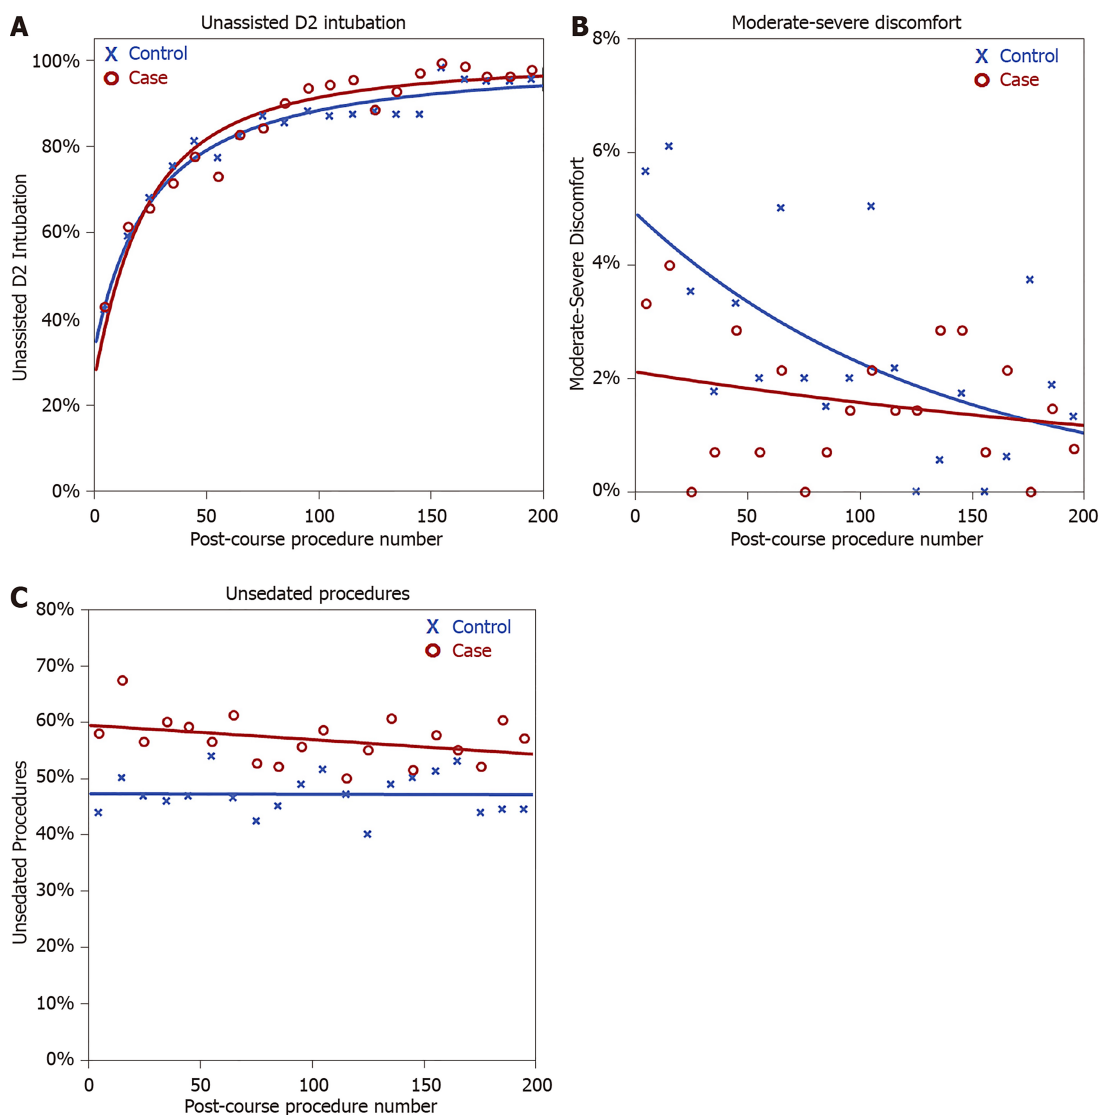 A
Unassisted D2 intubation
Control
Case
Unassisted D2 Intubation
100%
80%
60%
40%
20%
0%
0 50 100 150 200
Post-course procedure number
B
Moderate-severe discomfort
Control
Case
Moderate-Severe Discomfort
8%
6%
4%
2%
0%
0 50 100 150 200
Post-course procedure number
C
Unsedated procedures
Control
Case
Unsedated Procedures
80%
70%
60%
50%
40%
30%
20%
10%
0%
0 50 100 150 200
Post-course procedure number